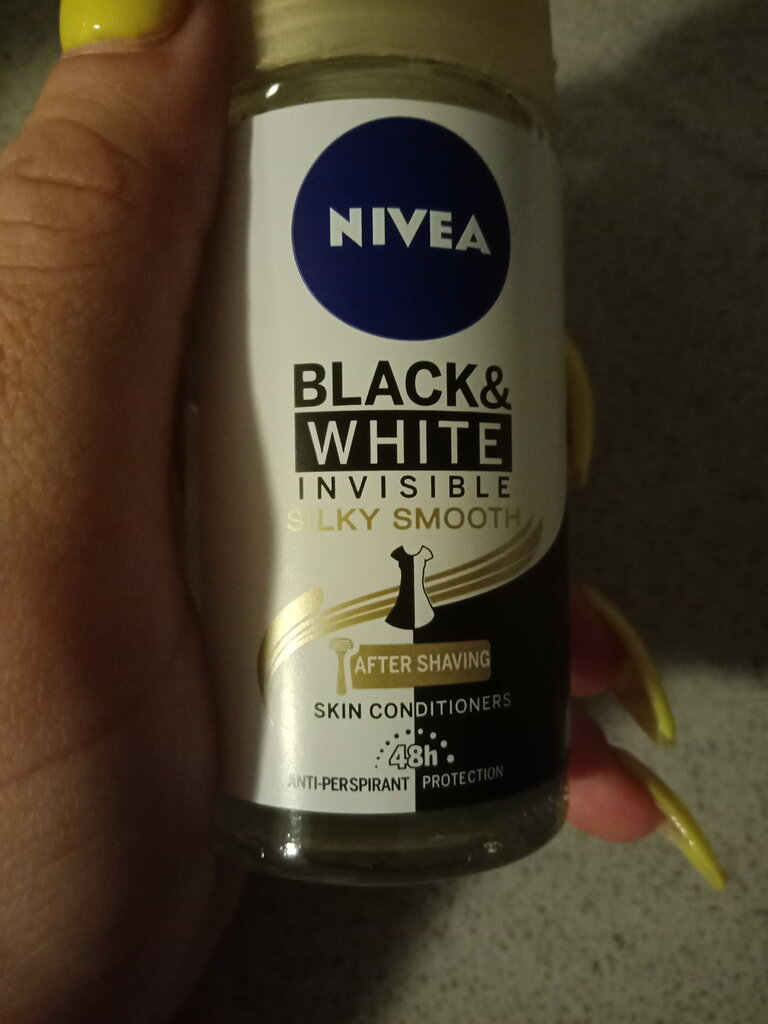 NIVEA
BLACK&
WHITE
INVISIBLE
SILKY SMOOTH
AFTER SHAVING
SKIN CONDITIONERS
48h
ANTI-PERSPIRANT PROTECTION